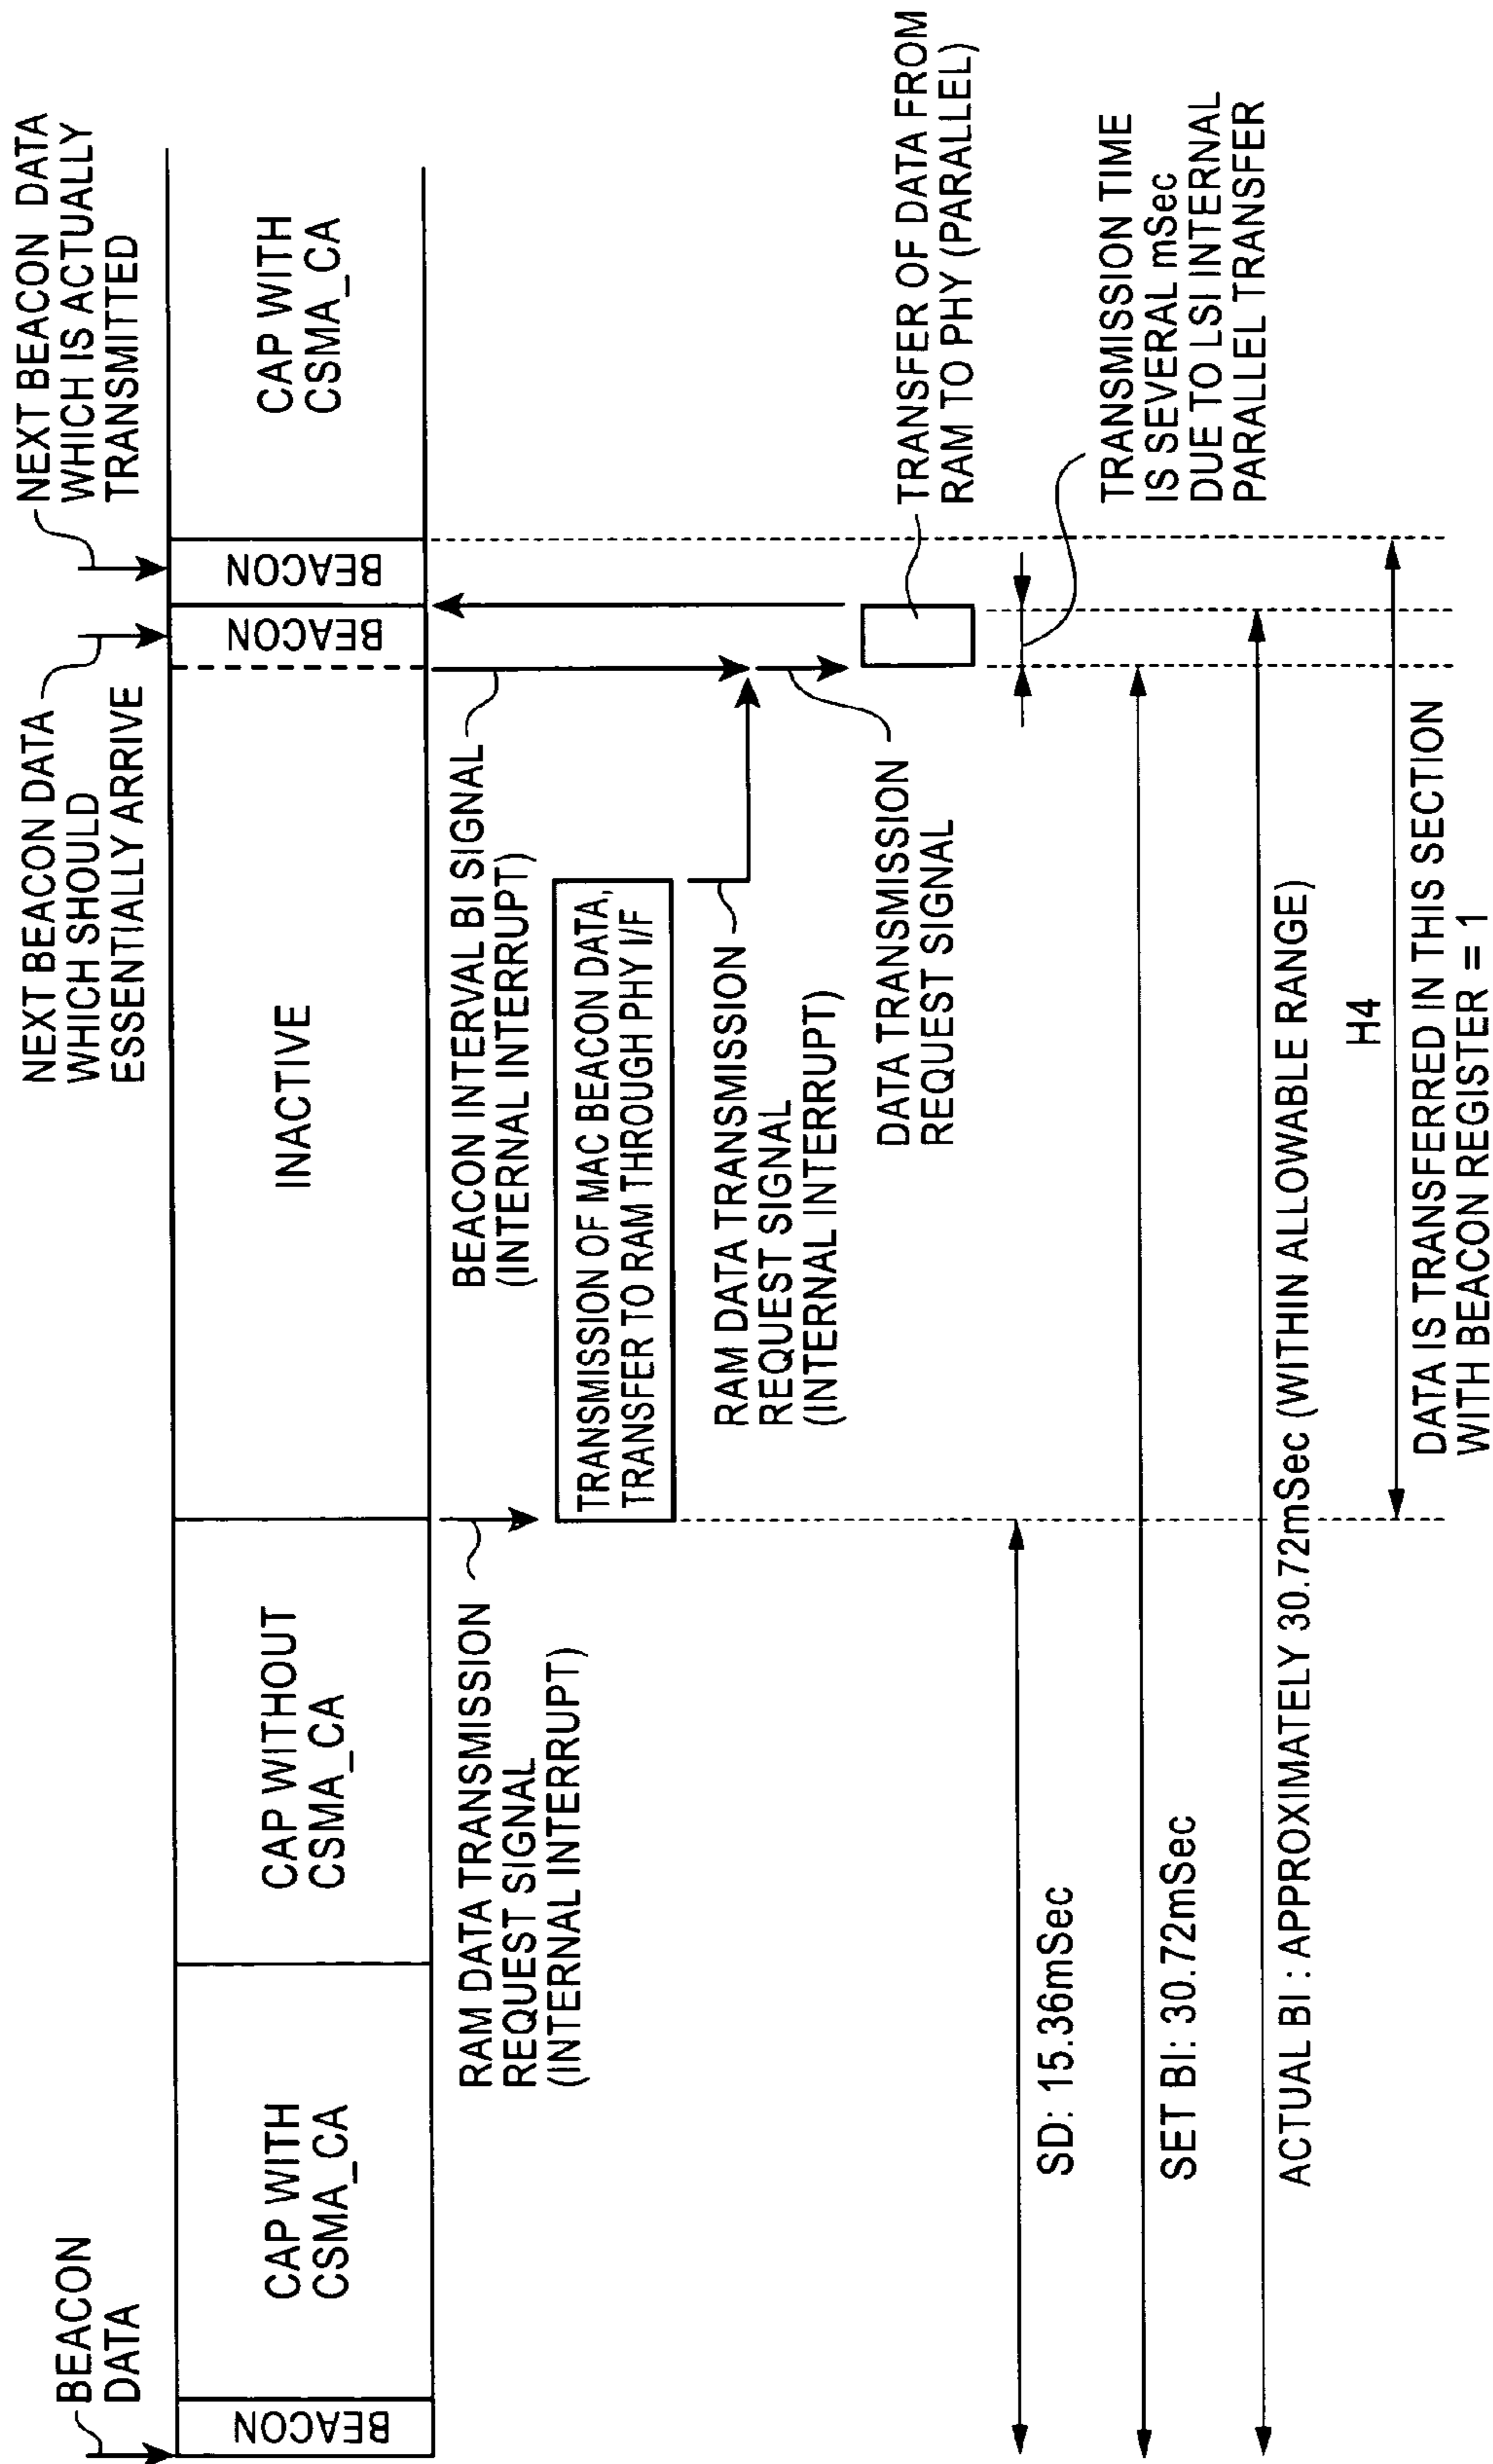 BEACON
DATA
NEXT BEACON DATA
WHICH SHOULD
ESSENTIALLY ARRIVE
NEXT BEACON DATA
WHICH IS ACTUALLY
TRANSMITTED
BEACON
CAP WITH
CSMA_CA
CAP WITHOUT
CSMA_CA
INACTIVE
BEACON
BEACON
CAP WITH
CSMA_CA
RAM DATA TRANSMISSION
REQUEST SIGNAL
(INTERNAL INTERRUPT)
BEACON INTERVAL BI SIGNAL
(INTERNAL INTERRUPT)
TRANSMISSION OF MAC BEACON DATA,
TRANSFER TO RAM THROUGH PHY I/F
RAM DATA TRANSMISSION
REQUEST SIGNAL
(INTERNAL INTERRUPT)
DATA TRANSMISSION
REQUEST SIGNAL
TRANSFER OF DATA FROM
RAM TO PHY (PARALLEL)
TRANSMISSION TIME
IS SEVERAL mSec
DUE TO LSI INTERNAL
PARALLEL TRANSFER
SD: 15.36mSec
SET BI: 30.72mSec
ACTUAL BI : APPROXIMATELY 30.72mSec (WITHIN ALLOWABLE RANGE)
H4
DATA IS TRANSFERRED IN THIS SECTION
WITH BEACON REGISTER = 1